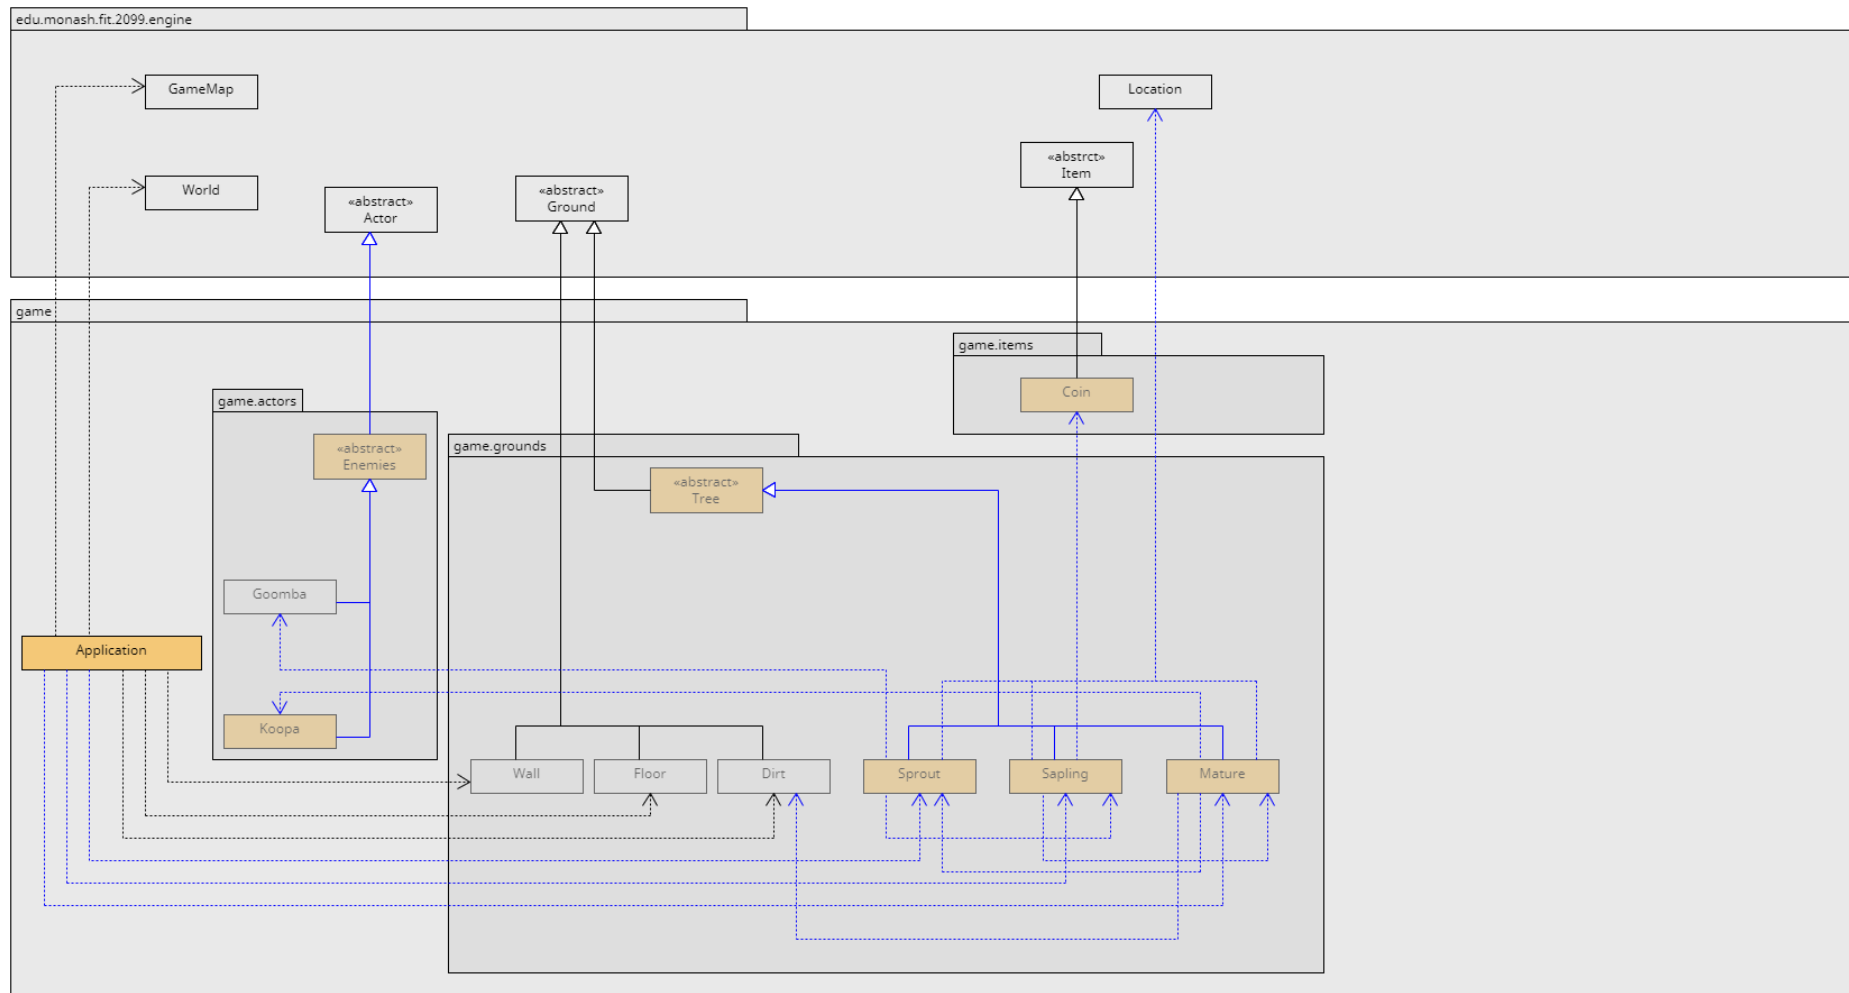 edu.monash.fit.2099.engine
GameMap
Location
«abstrct»
Item
World
«abstract»
Actor
«abstract»
Ground
game
game.items
Coin
game.actors
«abstract»
Enemies
game.grounds
«abstract»
Tree
Goomba
Application
Koopa
Wall
Floor
Dirt
Sprout
Sapling
Mature